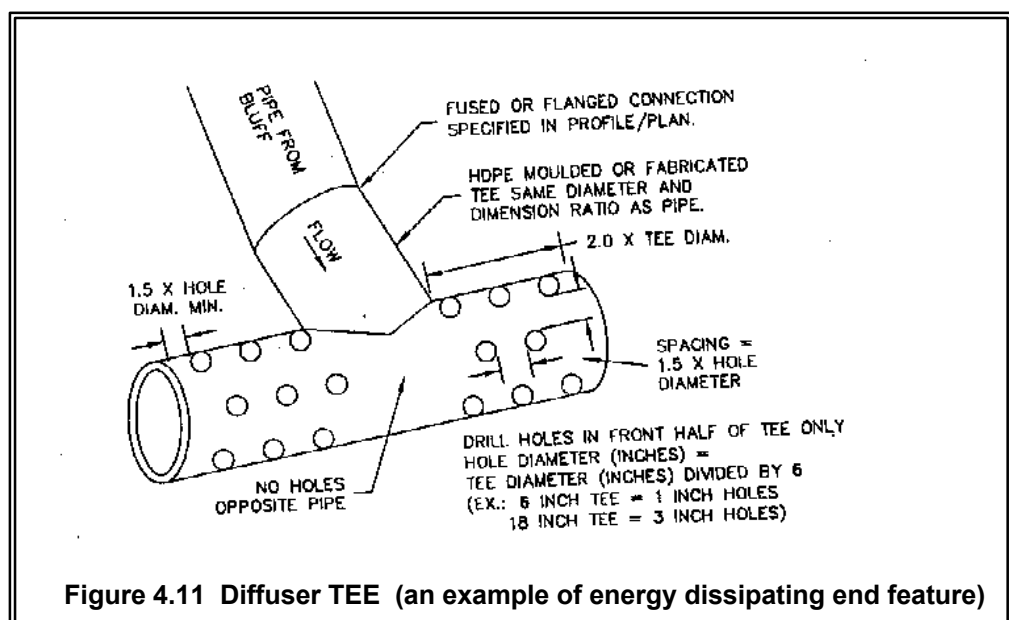 PIPE FROM
BLUFF
FUSED OR FLANGED CONNECTION
SPECIFIED IN PROFILE/PLAN.
HDPE MOULDED OR FABRICATED
TEE SAME DIAMETER AND
DIMENSION RATIO AS PIPE.
FLOW
2.0 X TEE DIAM.
1.5 X HOLE
DIAM. MIN.
SPACING =
1.5 X HOLE
DIAMETER
NO HOLES
OPPOSITE PIPE
DRILL HOLES IN FRONT HALF OF TEE ONLY
HOLE DIAMETER (INCHES) =
TEE DIAMETER (INCHES) DIVIDED BY 6
(EX.: 6 INCH TEE = 1 INCH HOLES
18 INCH TEE = 3 INCH HOLES)
Figure 4.11 Diffuser TEE (an example of energy dissipating end feature)